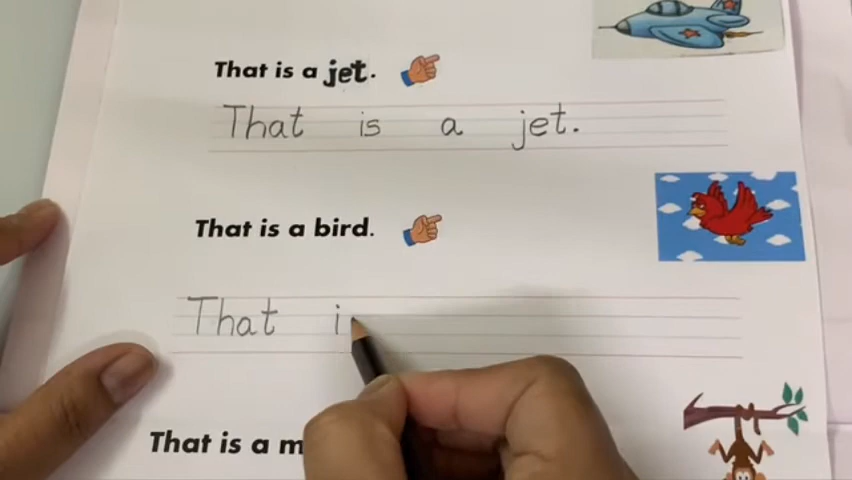 That is a jet.
That is a jet.
That is a bird.
That i
That is a m